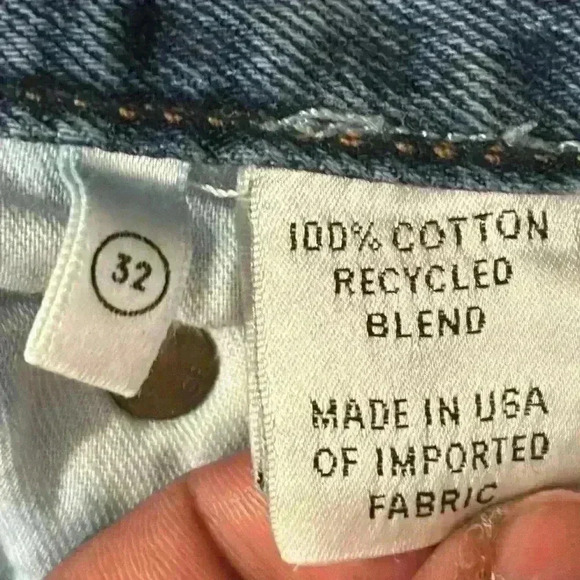 32
100% COTTON
RECYCLED
BLEND
MADE IN USA
OF IMPORTED
FABRIC